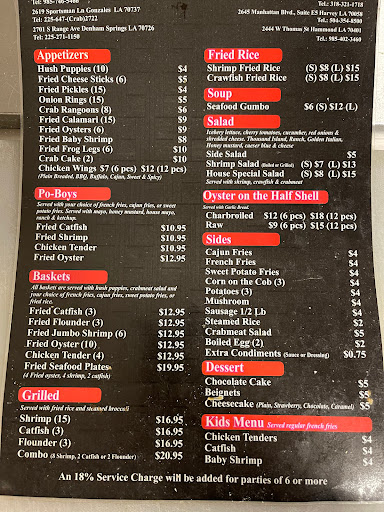 Tel: 985-766-5488
2619 Sportsman Ln Gonzales LA 70737
Tel: 225-647-(Crab)2722
2701 S Range Ave Denham Springs LA 70726
Tel: 225-271-1150
Tel: 318-321-1718
2645 Manhattan Blvd., Suite E5 Harvey LA 70058
Tel: 504-354-8500
2444 W Thomas St Hammond LA 70401
Tel.: 985-402-3460
Appetizers
Hush Puppies (10) $4
Fried Cheese Sticks (6) $5
Fried Pickles (15) $4
Onion Rings (15) $5
Crab Rangoons (8) $6
Fried Calamari (15) $9
Fried Oysters (6) $9
Fried Baby Shrimp $8
Fried Frog Legs (6) $10
Crab Cake (2) $10
Chicken Wings $7 (6 pcs) $12 (12 pcs)
(Plain Breaded, BBQ, Buffalo, Cajun, Sweet & Spicy)
Po-Boys
Served with your choice of french fries, cajun fries, or sweet
potato fries. Served with mayo, honey mustard, house mayo,
ranch & ketchup.
Fried Catfish $10.95
Fried Shrimp $10.95
Chicken Tender $10.95
Fried Oyster $12.95
Baskets
All baskets are served with hush puppies, crabmeat salad and
your choice of french fries, cajun fries, sweet potato fries, or
fried rice.
Fried Catfish (3) $12.95
Fried Flounder (3) $12.95
Fried Jumbo Shrimp (6) $12.95
Fried Oyster (10) $12.95
Chicken Tender (4) $12.95
Fried Seafood Plates $19.95
(4 Fried oyster, 4 shrimp, 2 catfish)
Grilled
Served with fried rice and steamed broccoli
Shrimp (15) $16.95
Catfish (3) $16.95
Flounder (3) $16.95
Combo (8 Shrimp, 2 Catfish or 2 Flounder) $20.95
Fried Rice
Shrimp Fried Rice (S) $8 (L) $15
Crawfish Fried Rice (S) $8 (L) $15
Soup
Seafood Gumbo $6 (S) $12 (L)
Salad
Iceberg lettuce, cherry tomatoes, cucumber, red onions &
shredded cheese. Thousand Island, Ranch, Golden Italian,
Honey mustard, caesar blue & cheese
Side Salad $5
Shrimp Salad (Boiled or Grilled) (S) $7 (L) $13
House Special Salad (S) $8 (L) $15
Served with shrimp, crawfish & crabmeat
Oyster on the Half Shell
Served with Garlic Bread.
Charbroiled $12 (6 pcs) $18 (12 pcs)
Raw $9 (6 pcs) $15 (12 pcs)
Sides
Cajun Fries $4
French Fries $4
Sweet Potato Fries $4
Corn on the Cob (3) $4
Potatoes (3) $4
Mushroom $4
Sausage 1/2 Lb $4
Steamed Rice $2
Crabmeat Salad $5
Boiled Egg (2) $2
Extra Condiments (Sauce or Dressing) $0.75
Dessert
Chocolate Cake $5
Beignets $5
Cheesecake (Plain, Strawberry, Chocolate, Caramel) $5
Kids Menu Served regular french fries
Chicken Tenders $4
Catfish $4
Baby Shrimp $4
An 18% Service Charge will be added for parties of 6 or more